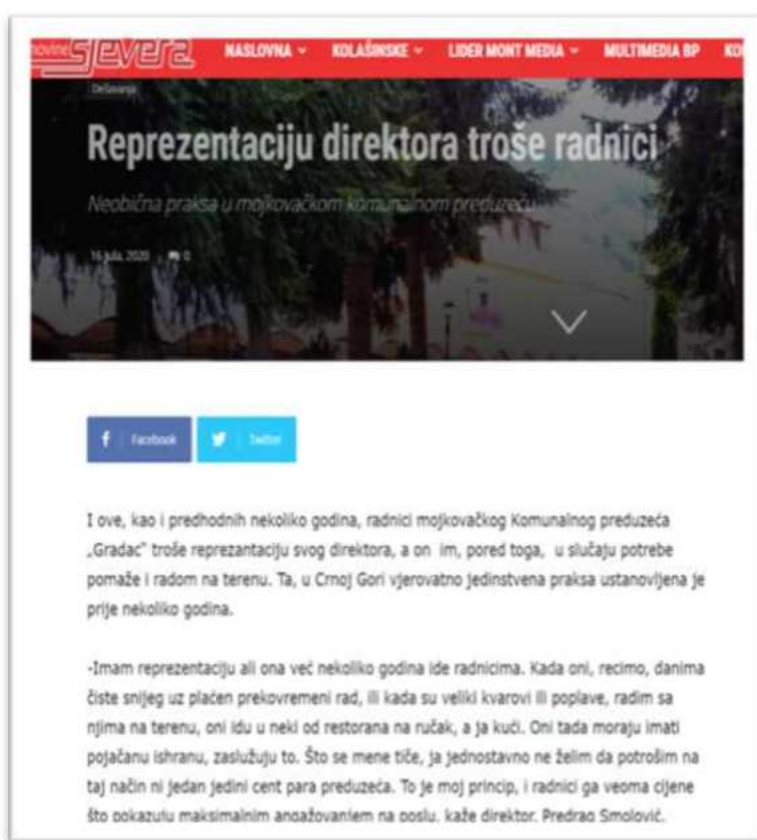 novine sjevera NASLOVNA KOLAŠINSKE LIDER MONT MEDIA MULTIMEDIA BP
Dešavanja
Reprezentaciju direktora troše radnici
Neobična praksa u mojkovačkom komunalnom preduzeću
16 Jula, 2020 0
Facebook Twitter
I ove, kao i predhodnih nekoliko godina, radnici mojkovačkog Komunalnog preduzeća
„Gradac“ troše reprezantaciju svog direktora, a on im, pored toga, u slučaju potrebe
pomaže i radom na terenu. Ta, u Crnoj Gori vjerovatno jedinstvena praksa ustanovljena je
prije nekoliko godina.
-Imam reprezentaciju ali ona već nekoliko godina ide radnicima. Kada oni, recimo, danima
čiste snijeg uz plaćen prekovremeni rad, ili kada su veliki kvarovi ili poplave, radim sa
njima na terenu, oni idu u neki od restorana na ručak, a ja kući. Oni tada moraju imati
pojačanu ishranu, zaslužuju to. Što se mene tiče, ja jednostavno ne želim da potrošim na
taj način ni jedan jedini cent para preduzeća. To je moj princip, i radnici ga veoma cijene
što pokazuju maksimalnim angažovanjem na poslu, kaže direktor, Predrag Smolović.